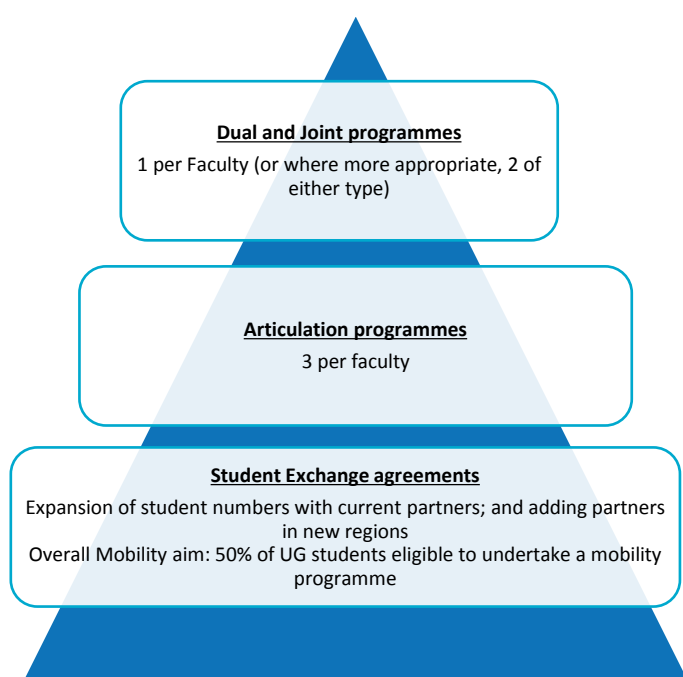 Dual and Joint programmes
1 per Faculty (or where more appropriate, 2 of
either type)
Articulation programmes
3 per faculty
Student Exchange agreements
Expansion of student numbers with current partners; and adding partners
in new regions
Overall Mobility aim: 50% of UG students eligible to undertake a mobility
programme